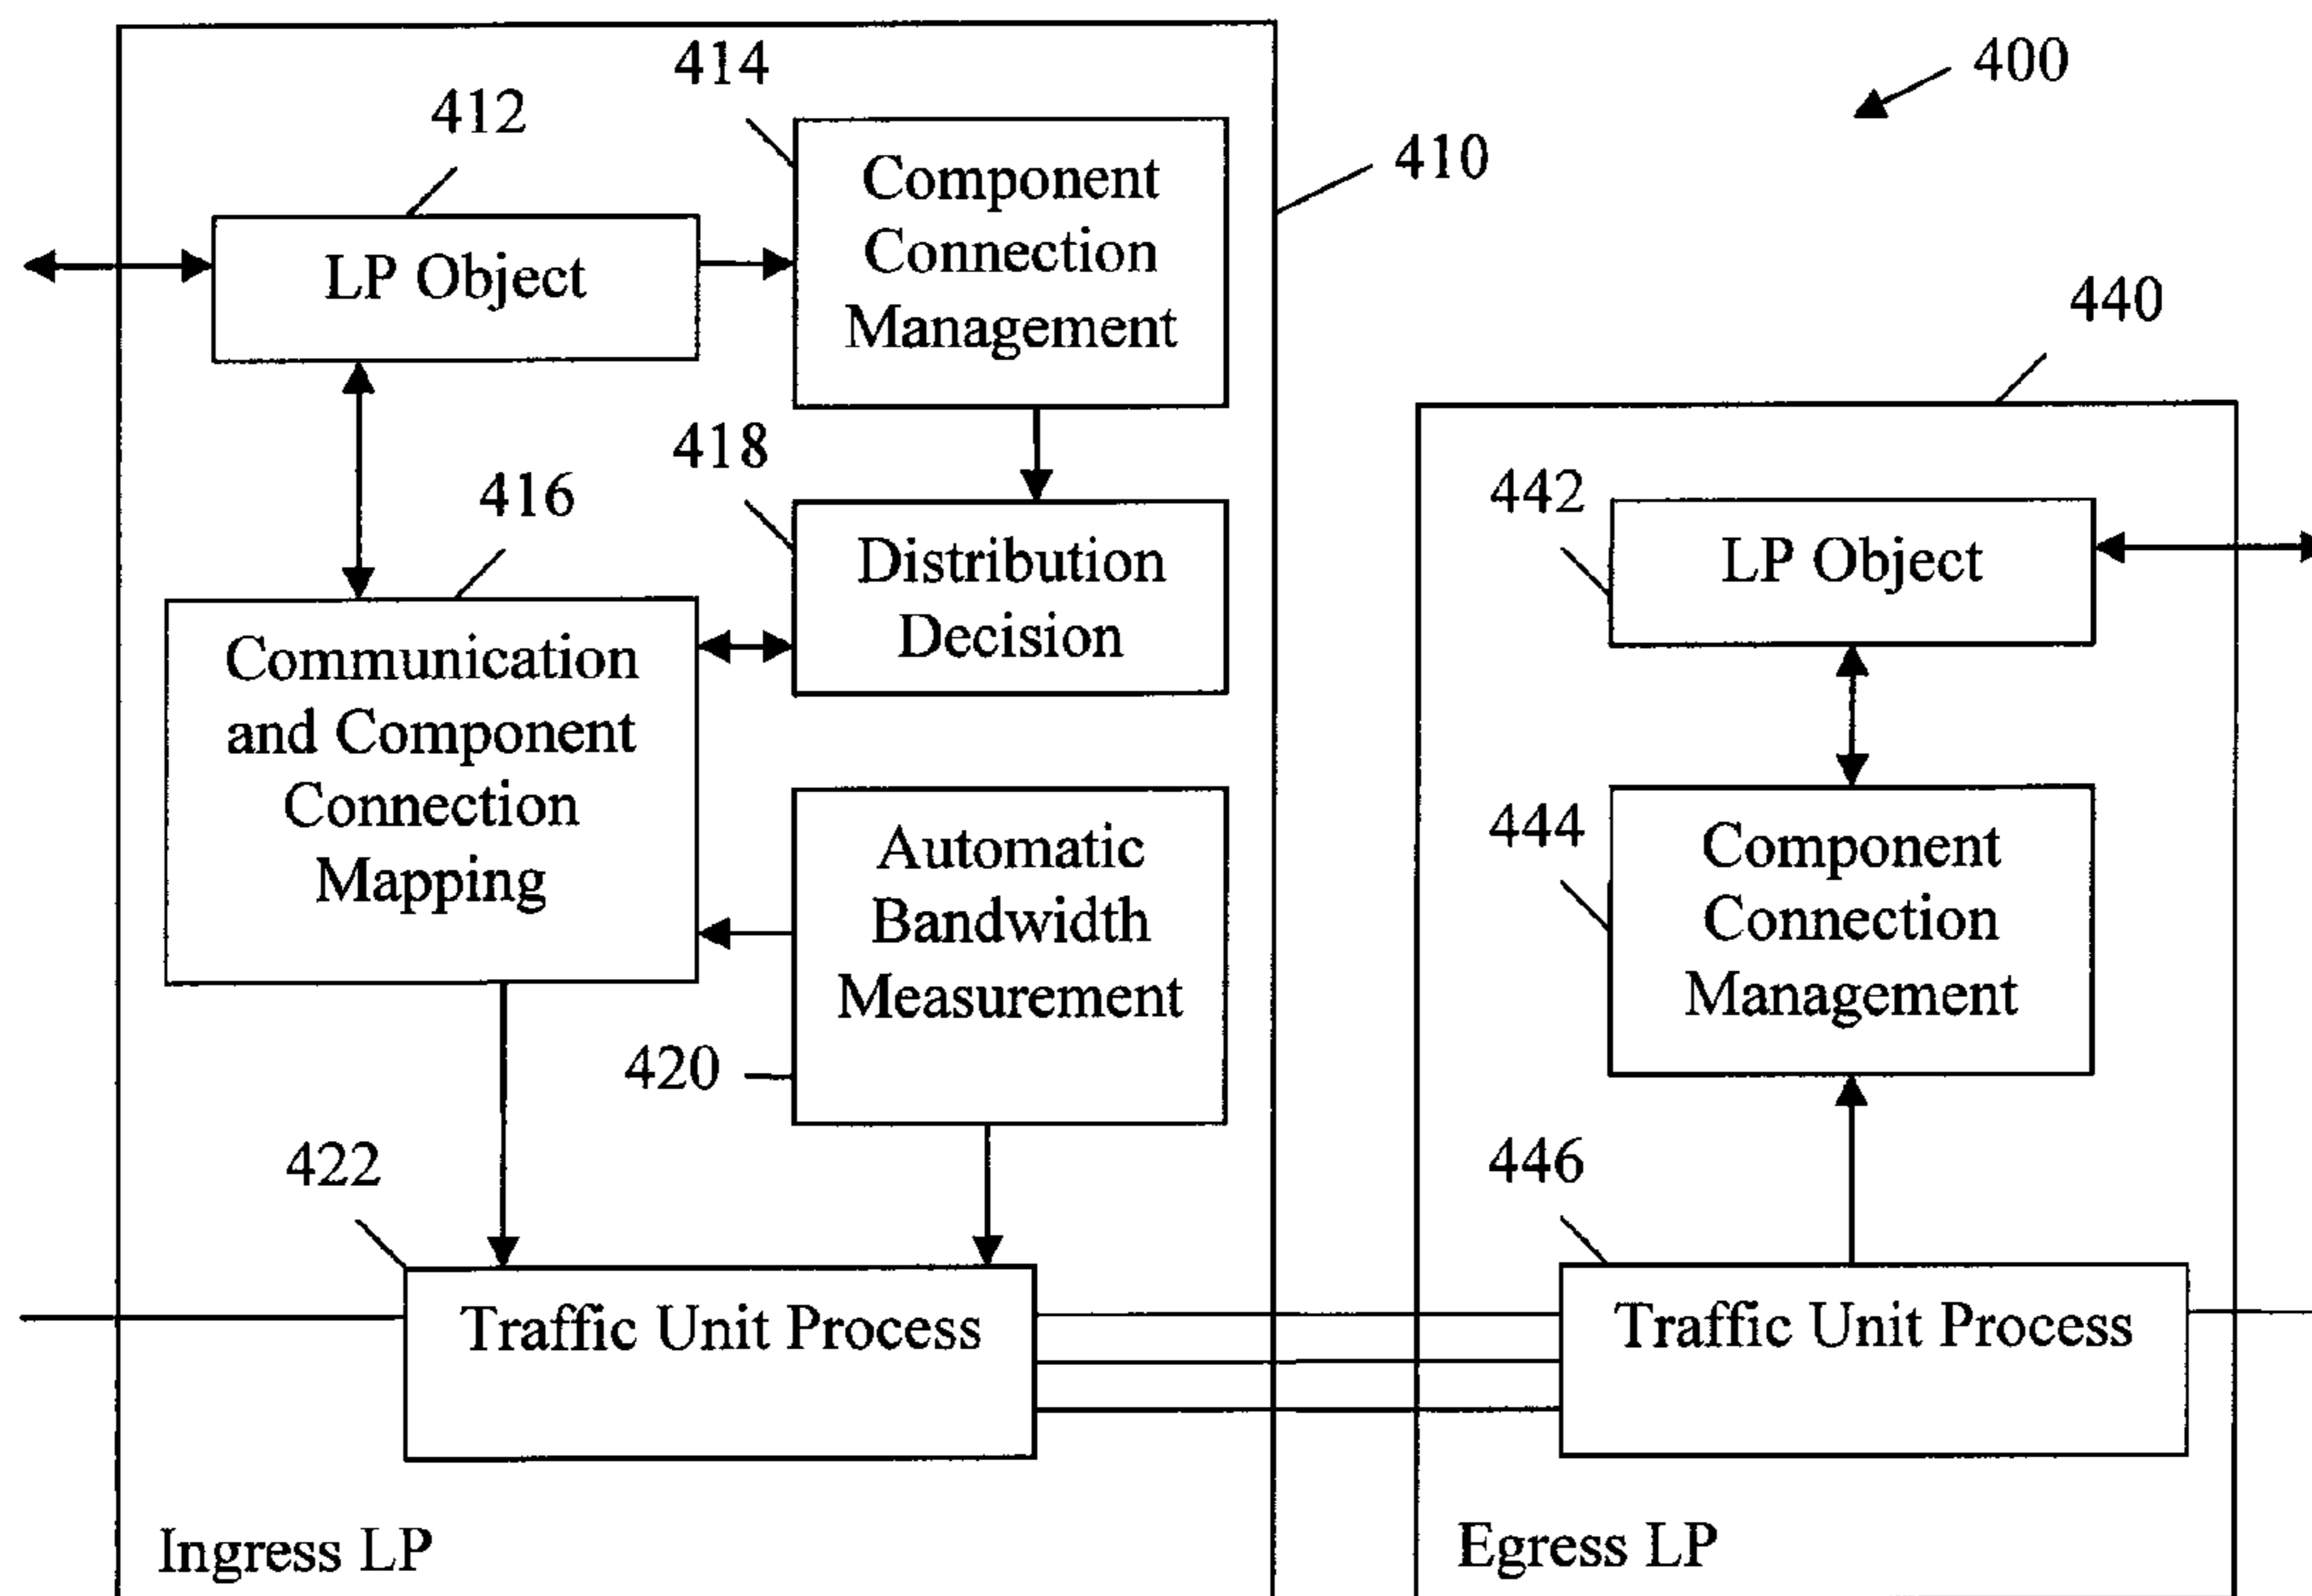 400
410
414
412
Component
Connection
Management
LP Object
418
416
Distribution
Decision
Communication
and Component
Connection
Mapping
Automatic
Bandwidth
Measurement
420
422
Traffic Unit Process
Ingress LP
440
442
LP Object
444
Component
Connection
Management
446
Traffic Unit Process
Egress LP